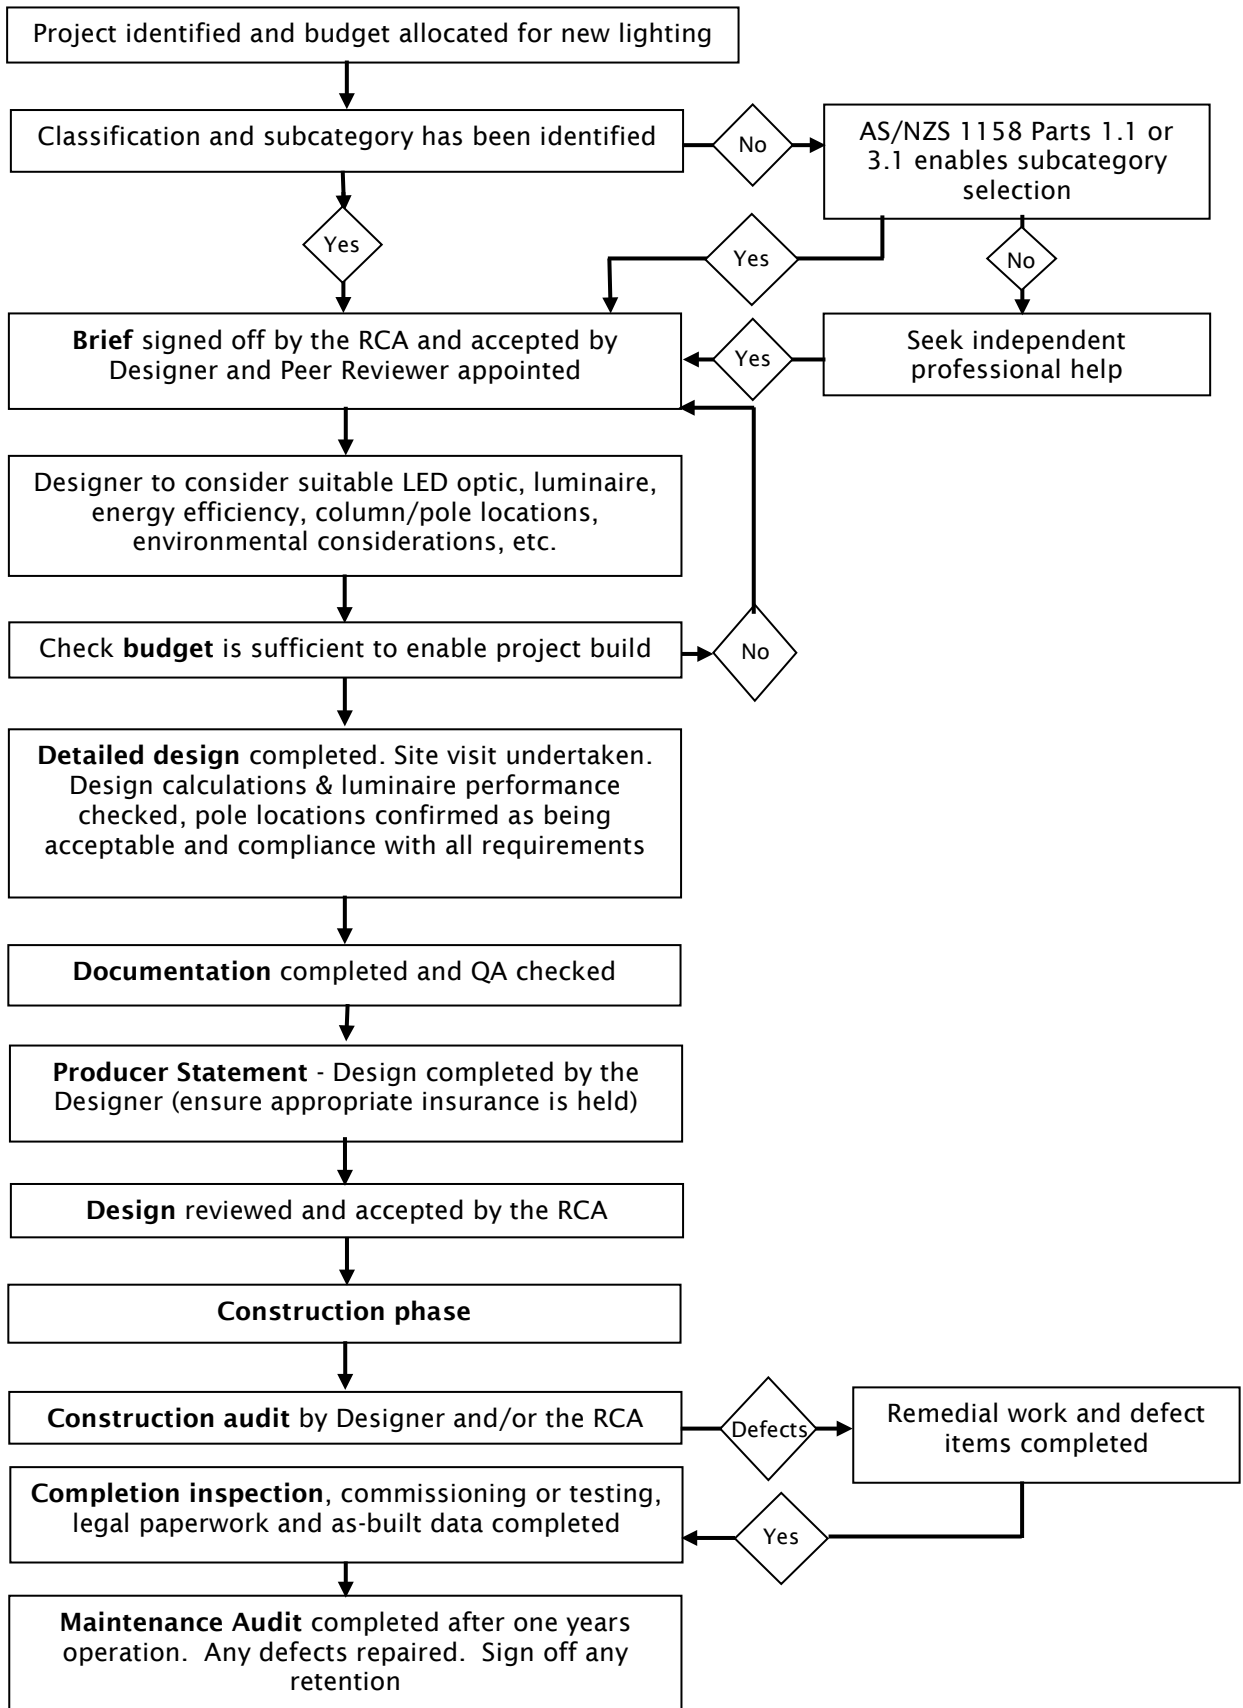 Project identified and budget allocated for new lighting
Classification and subcategory has been identified
No
AS/NZS 1158 Parts 1.1 or
3.1 enables subcategory
selection
Yes
Yes
No
Brief signed off by the RCA and accepted by
Designer and Peer Reviewer appointed
Yes
Seek independent
professional help
Designer to consider suitable LED optic, luminaire,
energy efficiency, column/pole locations,
environmental considerations, etc.
Check budget is sufficient to enable project build
No
Detailed design completed. Site visit undertaken.
Design calculations & luminaire performance
checked, pole locations confirmed as being
acceptable and compliance with all requirements
Documentation completed and QA checked
Producer Statement - Design completed by the
Designer (ensure appropriate insurance is held)
Design reviewed and accepted by the RCA
Construction phase
Construction audit by Designer and/or the RCA
Defects
Remedial work and defect
items completed
Completion inspection, commissioning or testing,
legal paperwork and as-built data completed
Yes
Maintenance Audit completed after one years
operation.  Any defects repaired.  Sign off any
retention